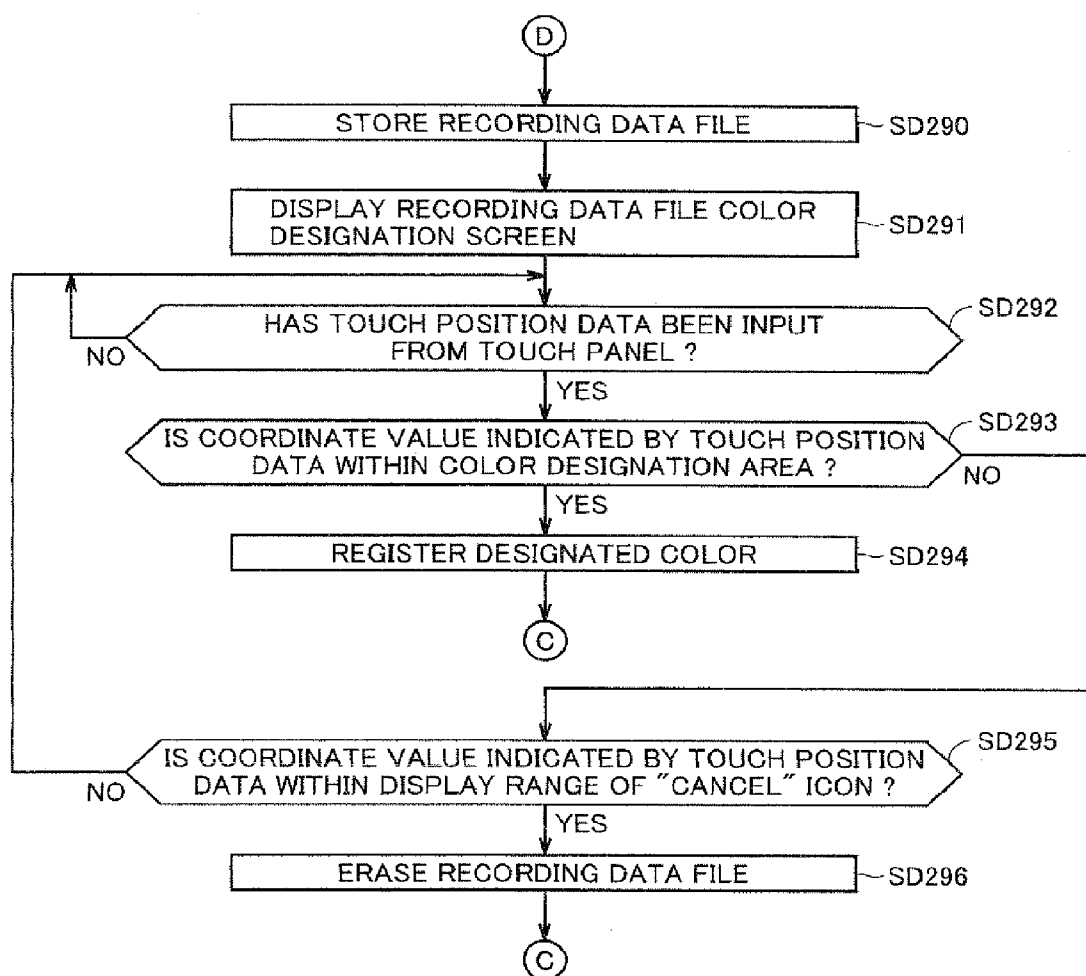 D
STORE RECORDING DATA FILE
SD290
DISPLAY RECORDING DATA FILE COLOR
DESIGNATION SCREEN
SD291
HAS TOUCH POSITION DATA BEEN INPUT
FROM TOUCH PANEL ?
SD292
NO
YES
IS COORDINATE VALUE INDICATED BY TOUCH POSITION
DATA WITHIN COLOR DESIGNATION AREA ?
SD293
NO
YES
REGISTER DESIGNATED COLOR
SD294
C
IS COORDINATE VALUE INDICATED BY TOUCH POSITION
DATA WITHIN DISPLAY RANGE OF "CANCEL" ICON ?
SD295
NO
YES
ERASE RECORDING DATA FILE
SD296
C